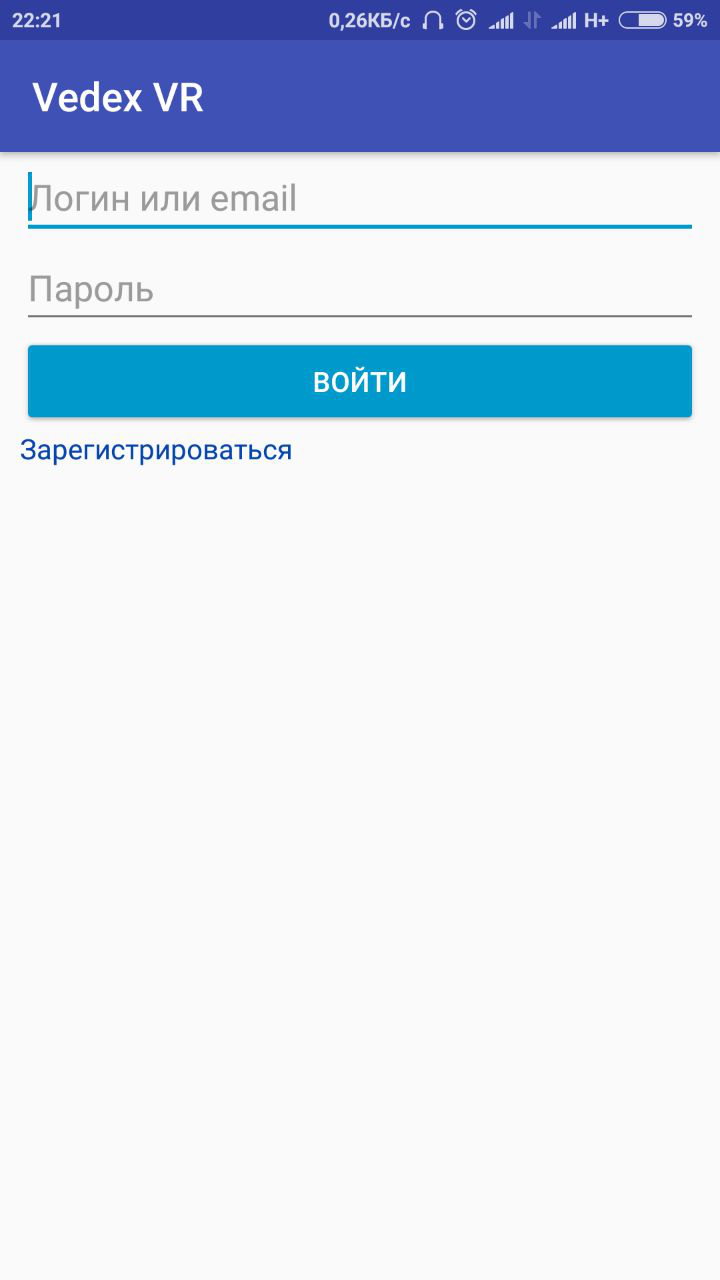 22:21 0,26КБ/с H+ 59%
Vedex VR
Логин или email
Пароль
ВОЙТИ
Зарегистрироваться